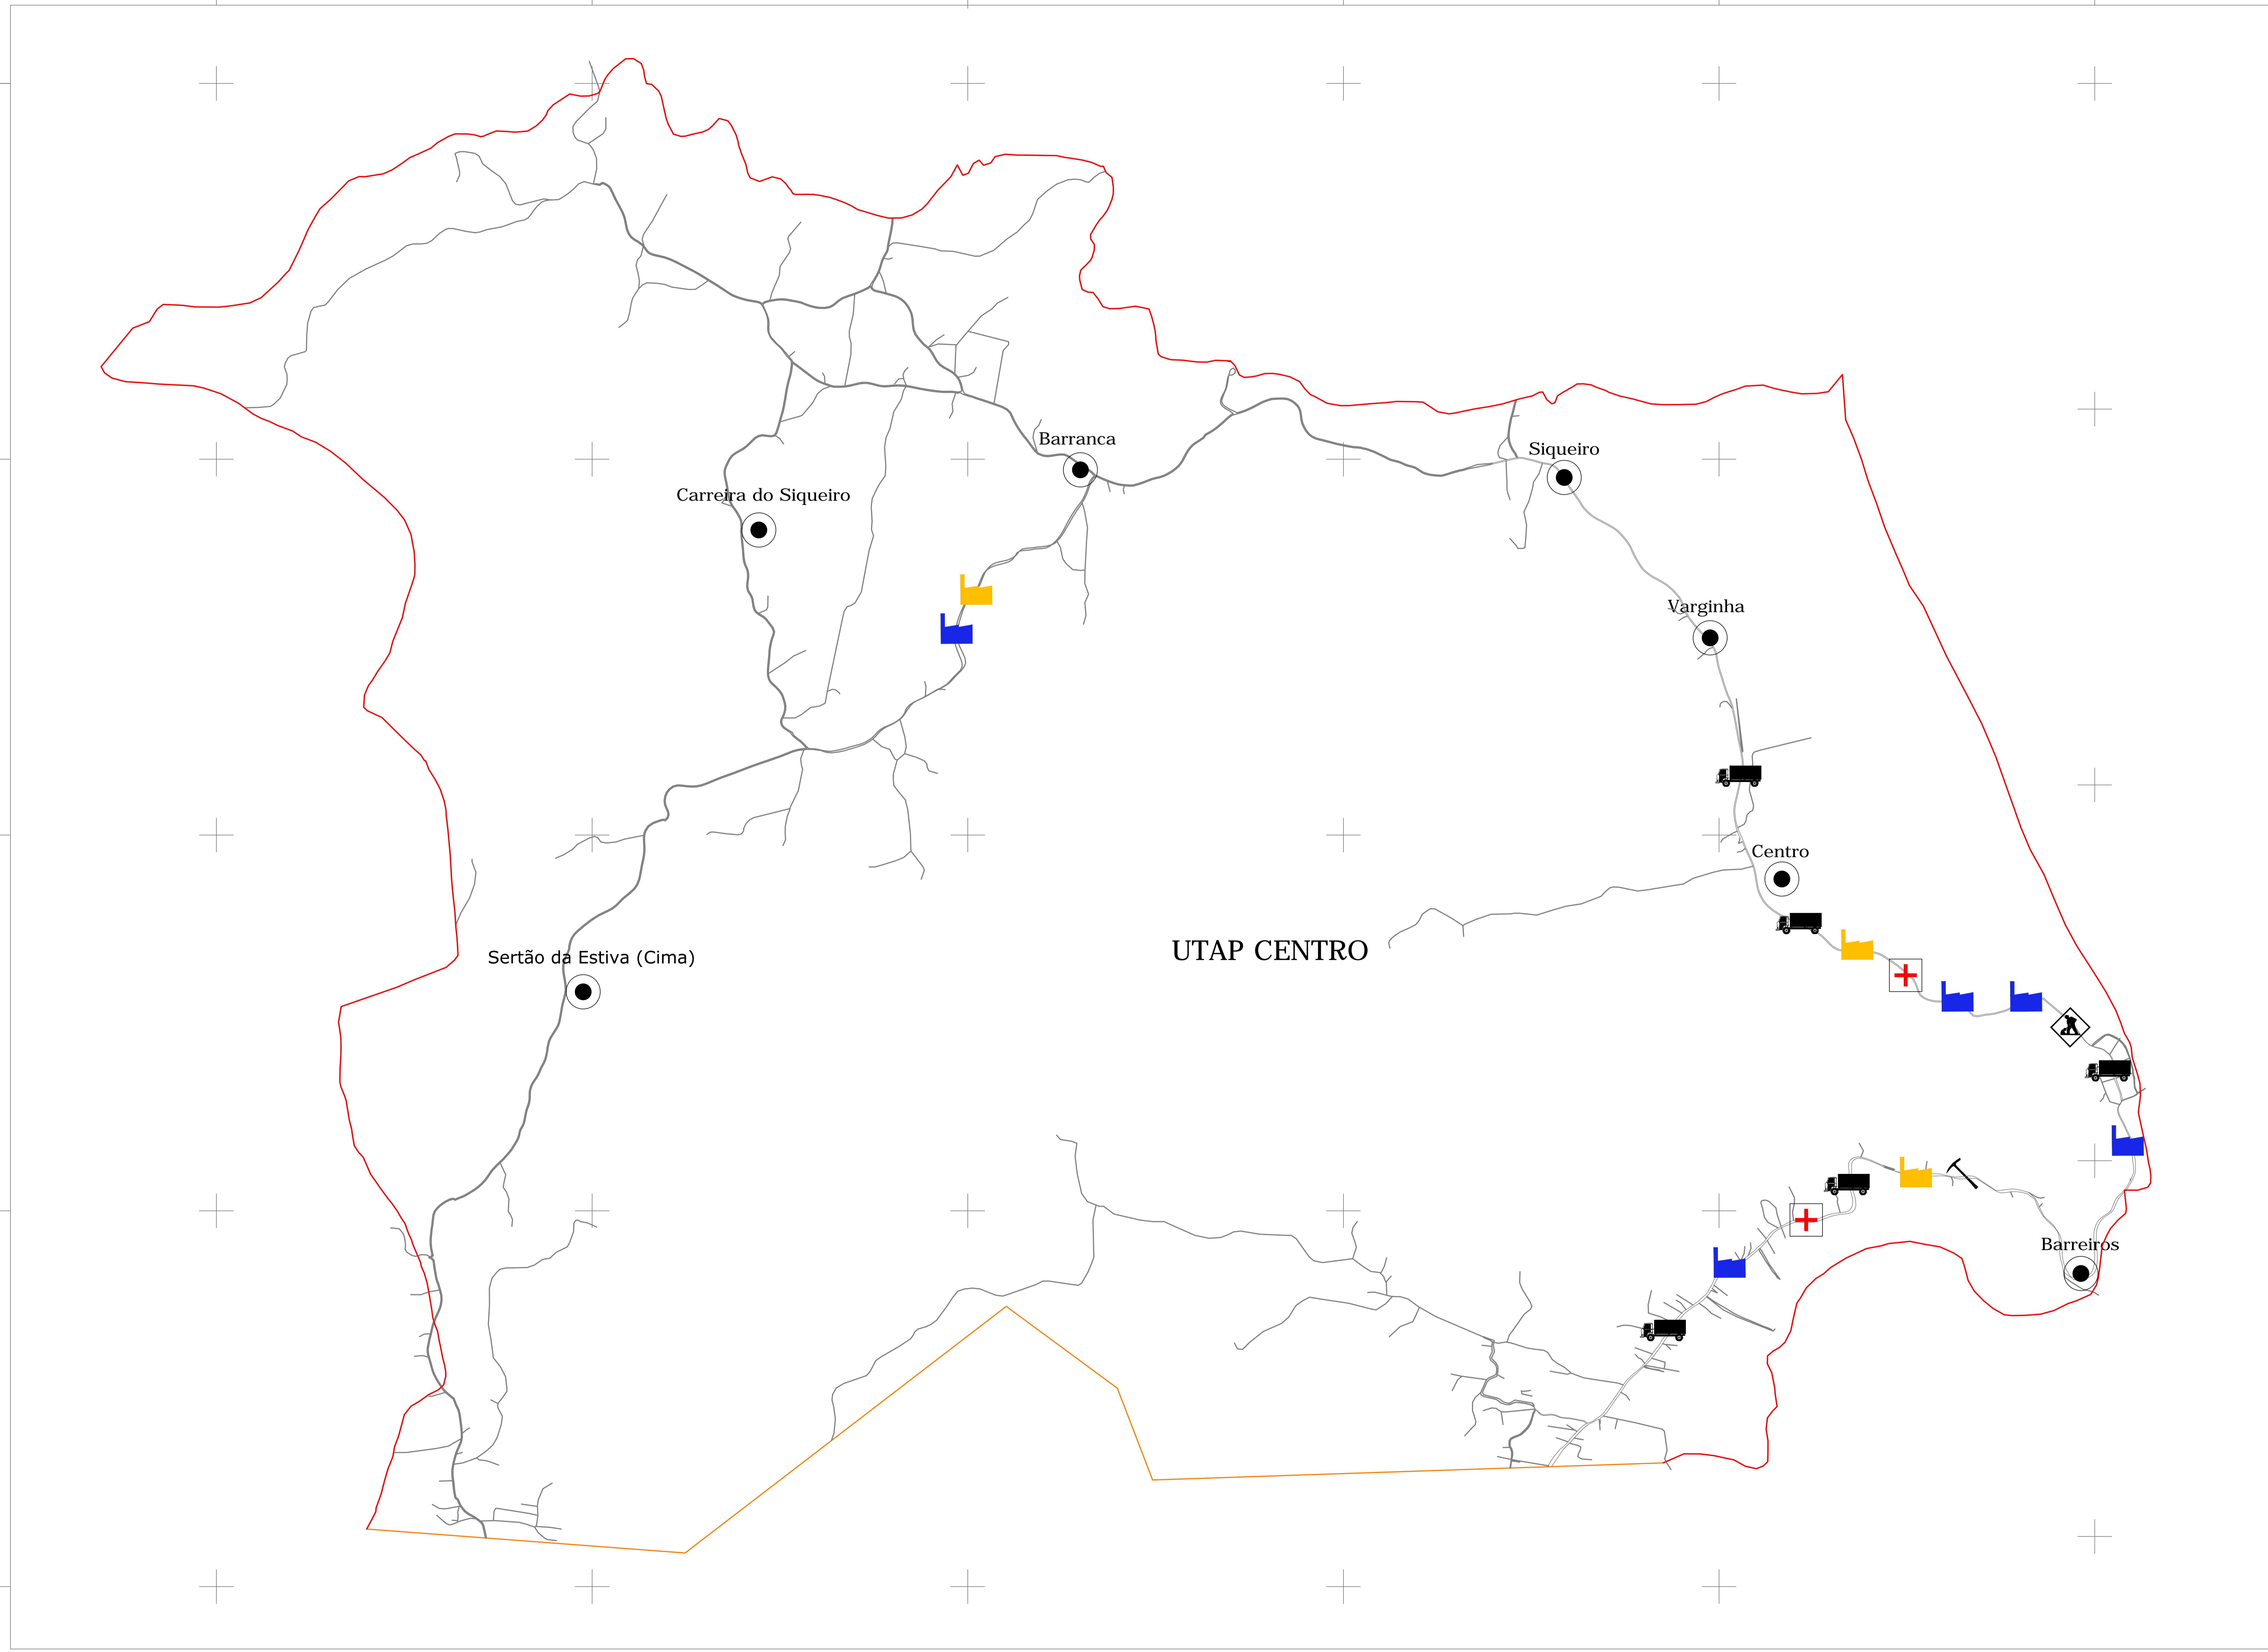 Barranca
Siqueiro
Carreira do Siqueiro
Varginha
Centro
UTAP CENTRO
Sertão da Estiva (Cima)
Barreiros